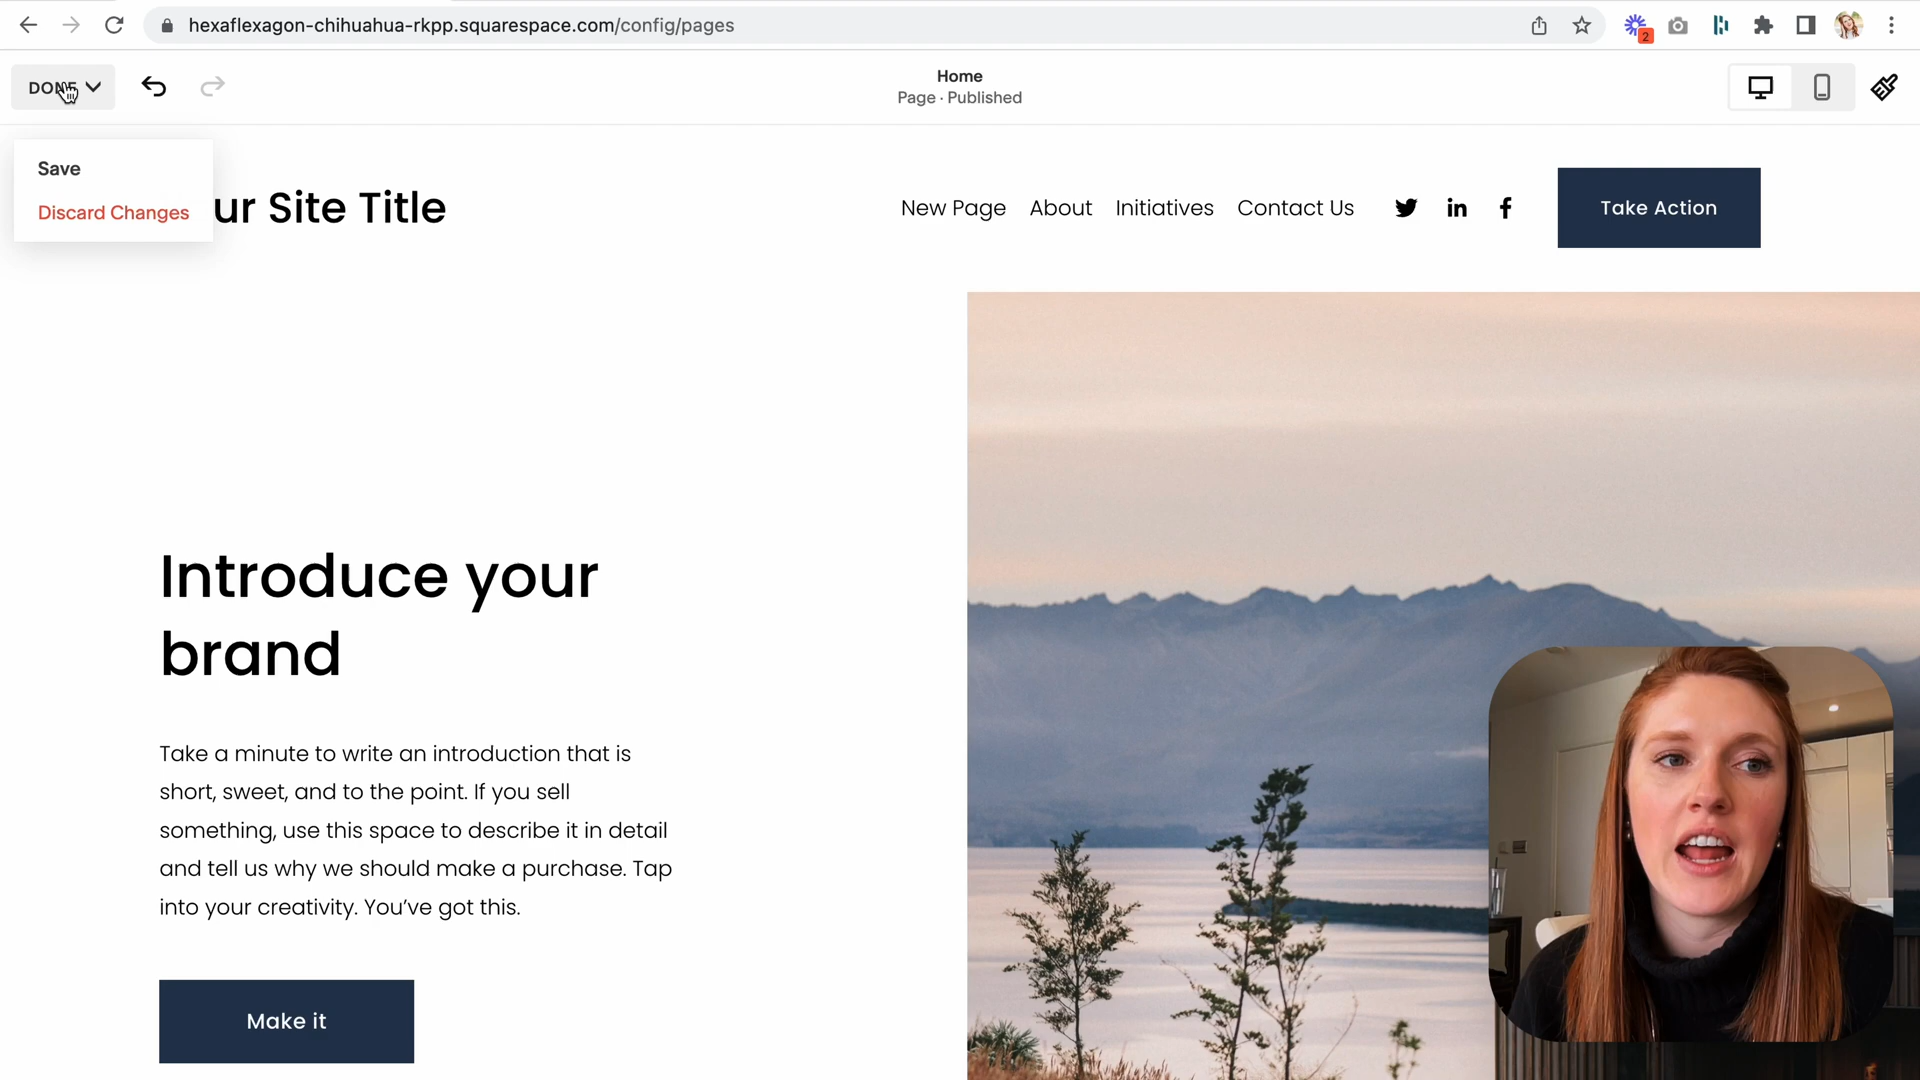 hexaflexagon-chihuahua-rkpp.squarespace.com/config/pages
2
DONE
Home
Page · Published
Save
Discard Changes
ur Site Title
New Page
About
Initiatives
Contact Us
Take Action
Introduce your
brand
Take a minute to write an introduction that is
short, sweet, and to the point. If you sell
something, use this space to describe it in detail
and tell us why we should make a purchase. Tap
into your creativity. You’ve got this.
Make it